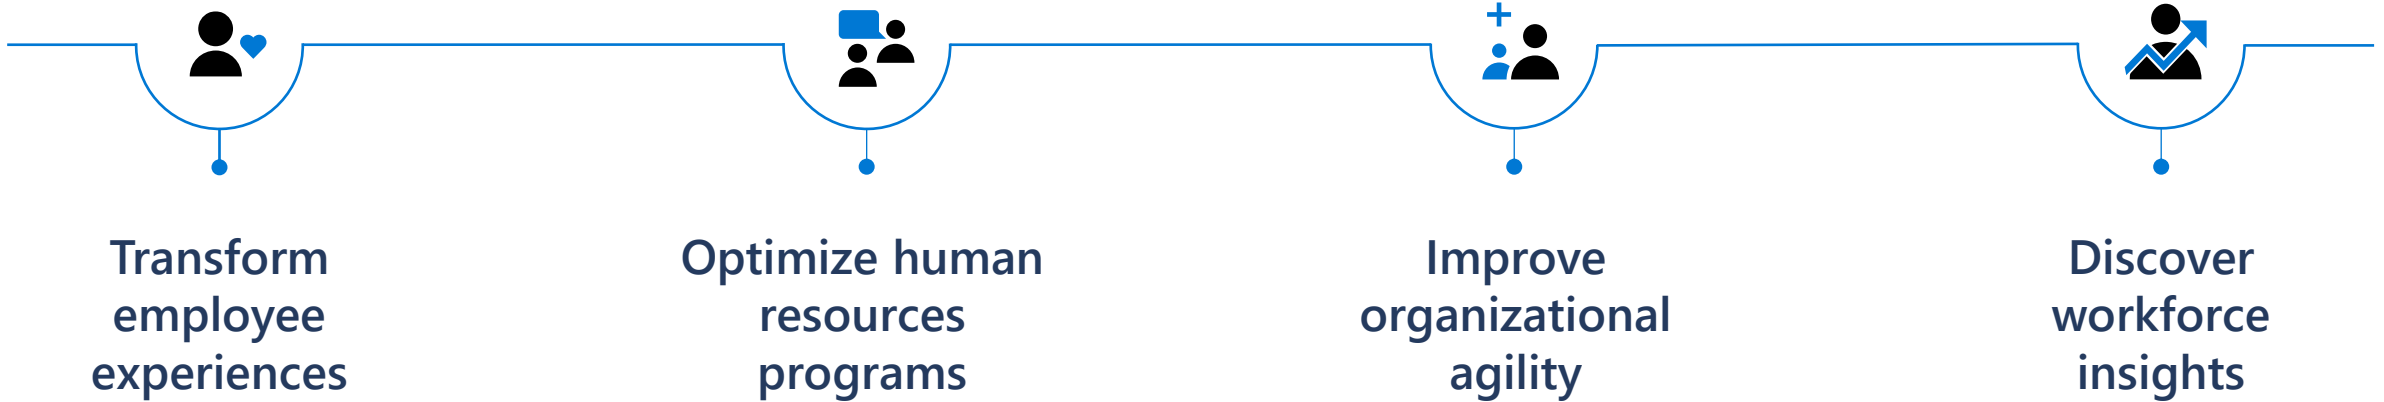 Transform
employee
experiences
Optimize human
resources
programs
Improve
organizational
agility
Discover
workforce
insights